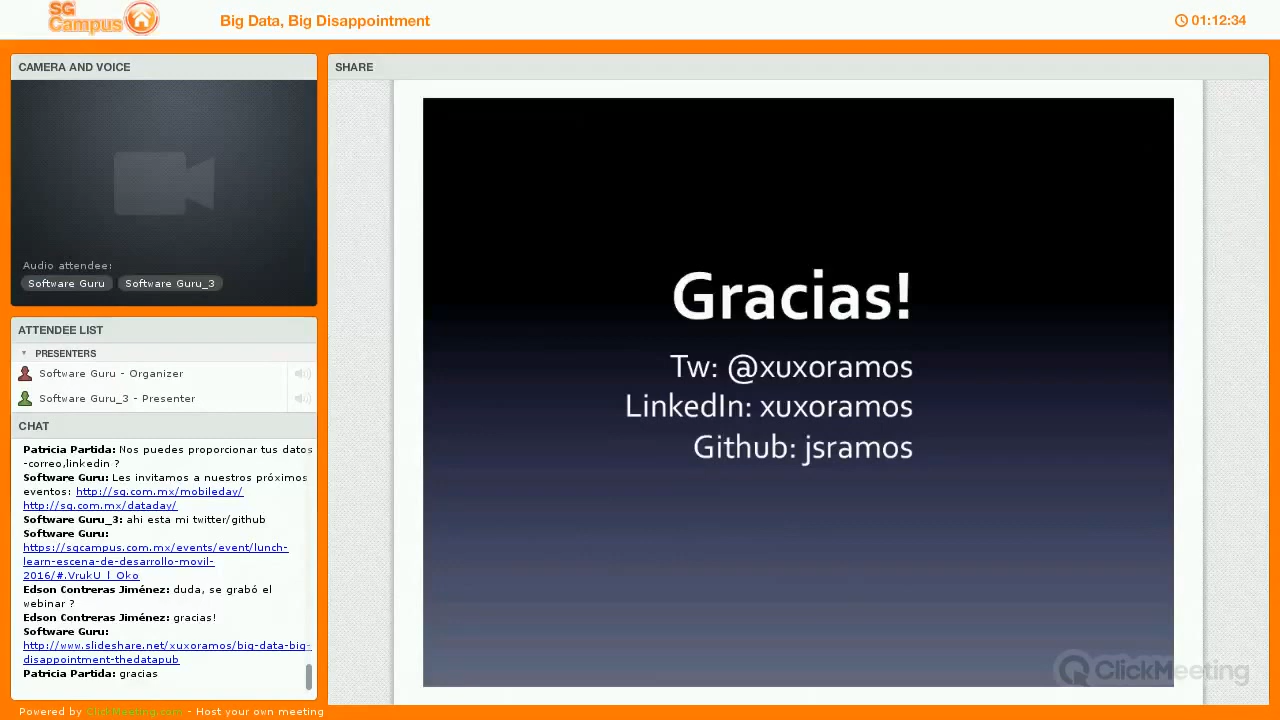 SG
Campus
Big Data, Big Disappointment
01:12:34
CAMERA AND VOICE
Audio attendee:
Software Guru
Software Guru_3
ATTENDEE LIST
PRESENTERS
Software Guru - Organizer
Software Guru_3 - Presenter
CHAT
Patricia Partida: Nos puedes proporcionar tus datos
-correo,linkedin ?
Software Guru: Les invitamos a nuestros próximos
eventos: http://sg.com.mx/mobileday/
http://sg.com.mx/dataday/
Software Guru_3: ahi esta mi twitter/github
Software Guru:
https://sgcampus.com.mx/events/event/lunch-
learn-escena-de-desarrollo-movil-
2016/#.VrukU_l_Oko
Edson Contreras Jiménez: duda, se grabó el
webinar ?
Edson Contreras Jiménez: gracias!
Software Guru:
http://www.slideshare.net/xuxoramos/big-data-big-
disappointment-thedatapub
Patricia Partida: gracias
Powered by ClickMeeting.com - Host your own meeting
SHARE
Gracias!
Tw: @xuxoramos
LinkedIn: xuxoramos
Github: jsramos
ClickMeeting